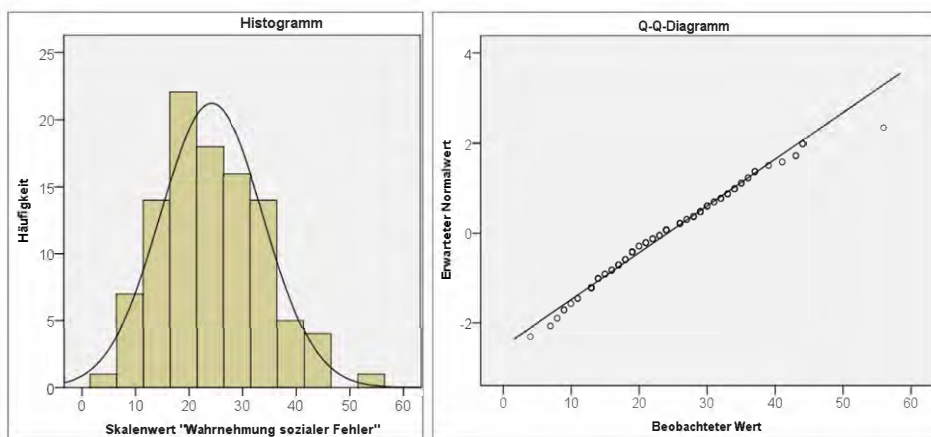 Histogramm
25
20
15
10
5
0
Häufigkeit
0 10 20 30 40 50 60
Skalenwert "Wahrnehmung sozialer Fehler"
Q-Q-Diagramm
4
2
0
-2
Erwarteter Normalwert
0 10 20 30 40 50 60
Beobachteter Wert